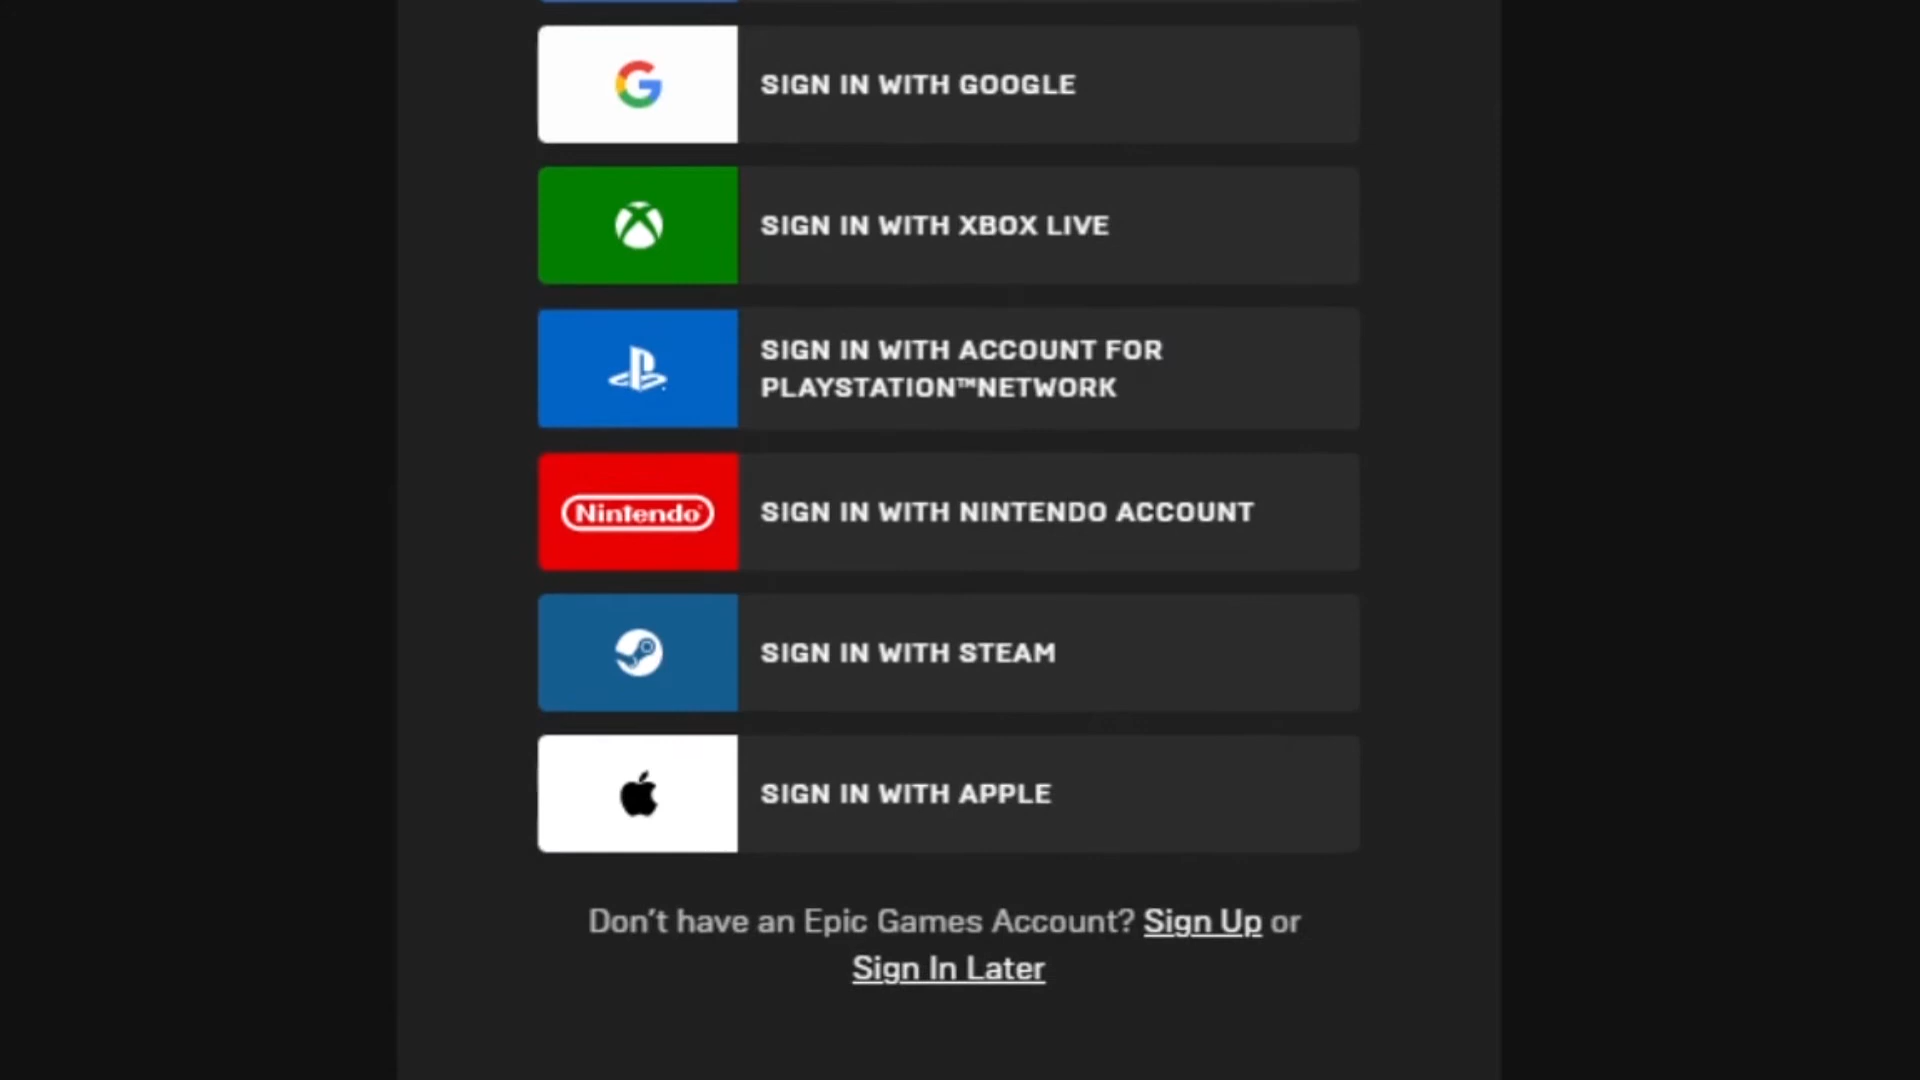 SIGN IN WITH GOOGLE
SIGN IN WITH XBOX LIVE
SIGN IN WITH ACCOUNT FOR
PLAYSTATION™NETWORK
Nintendo
SIGN IN WITH NINTENDO ACCOUNT
SIGN IN WITH STEAM
SIGN IN WITH APPLE
Don't have an Epic Games Account? Sign Up or
Sign In Later